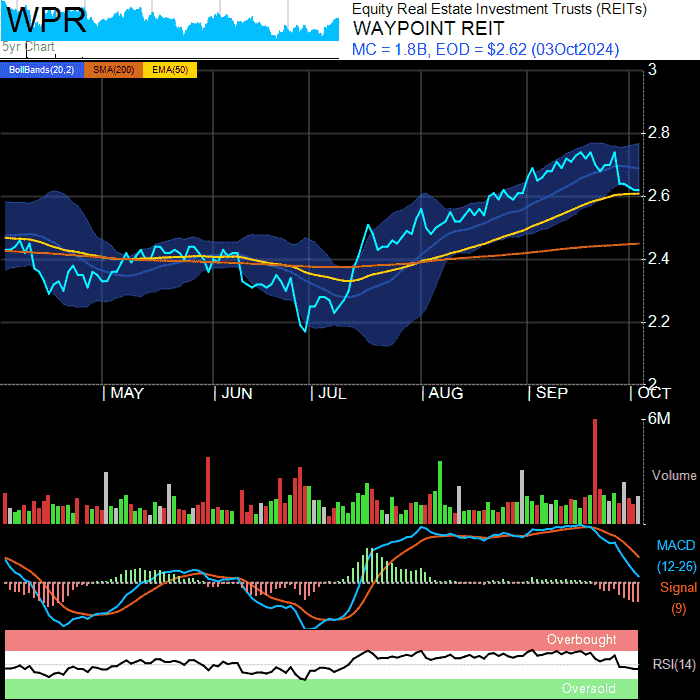 WPR
5yr Chart
Equity Real Estate Investment Trusts (REITs)
WAYPOINT REIT
MC = 1.8B, EOD = $2.62 (03Oct2024)
BollBands(20,2) SMA(200) EMA(50)
3
2.8
2.6
2.4
2.2
2
MAY JUN JUL AUG SEP OCT
6M
Volume
MACD
(12-26)
Signal
(9)
Overbought
RSI(14)
Oversold